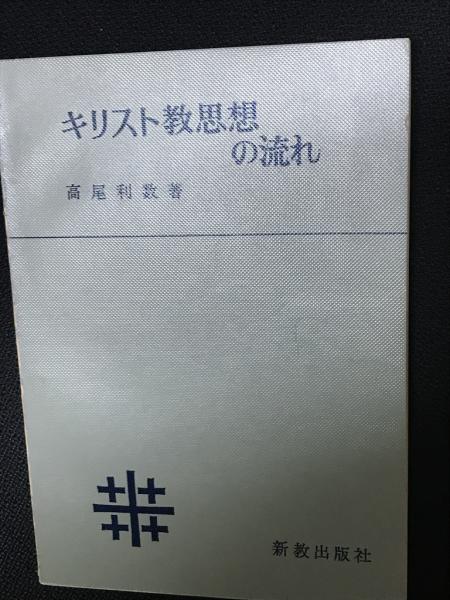 キリスト教思想
の流れ
高尾利数著
新教出版社